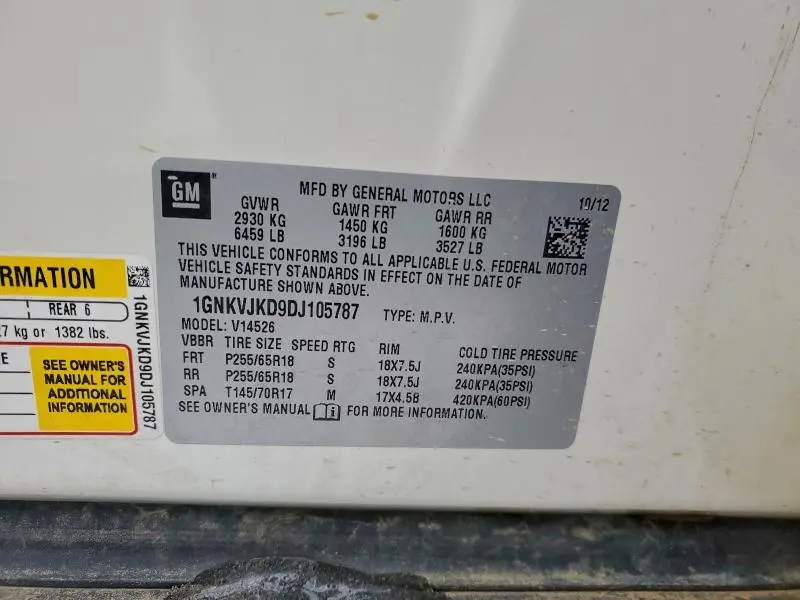 GM
MFD BY GENERAL MOTORS LLC 10/12
GVWR GAWR FRT GAWR RR
2930 KG 1450 KG 1600 KG
6459 LB 3196 LB 3527 LB
THIS VEHICLE CONFORMS TO ALL APPLICABLE U.S. FEDERAL MOTOR
VEHICLE SAFETY STANDARDS IN EFFECT ON THE DATE OF
MANUFACTURE SHOWN ABOVE.
1GNKVJKD9DJ105787 TYPE: M.P.V.
MODEL: V14526
VBBR TIRE SIZE SPEED RTG RIM COLD TIRE PRESSURE
FRT P255/65R18 S 18X7.5J 240KPA(35PSI)
RR P255/65R18 S 18X7.5J 240KPA(35PSI)
SPA T145/70R17 M 17X4.5B 420KPA(60PSI)
SEE OWNER'S MANUAL i FOR MORE INFORMATION.
RMATION
REAR 6
7 kg or 1382 lbs.
E
SEE OWNER'S
MANUAL FOR
ADDITIONAL
INFORMATION
1GNKVJKD9DJ105787